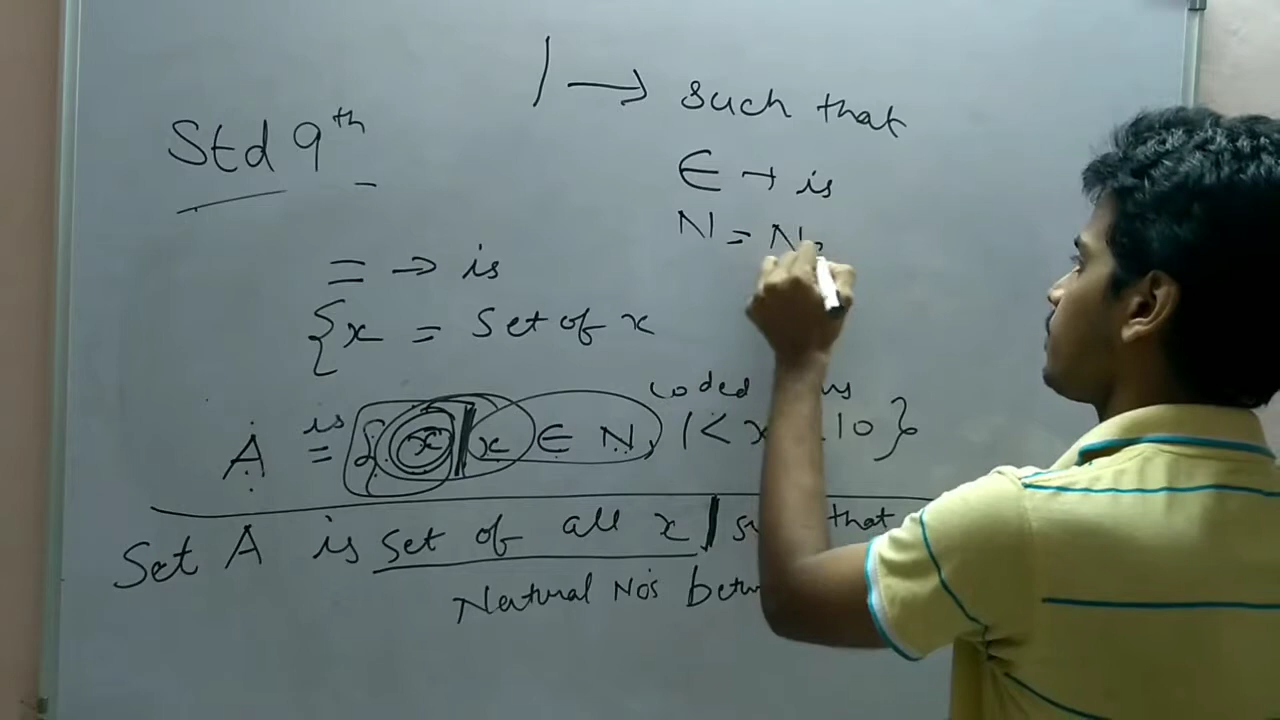 | → such that
Std 9th
∈ → is
N = N
= → is
{x = Set of x
coded
is
A = {x | x ∈ N, 1 < x 10}
Set A is set of all x | that
Natural Nos